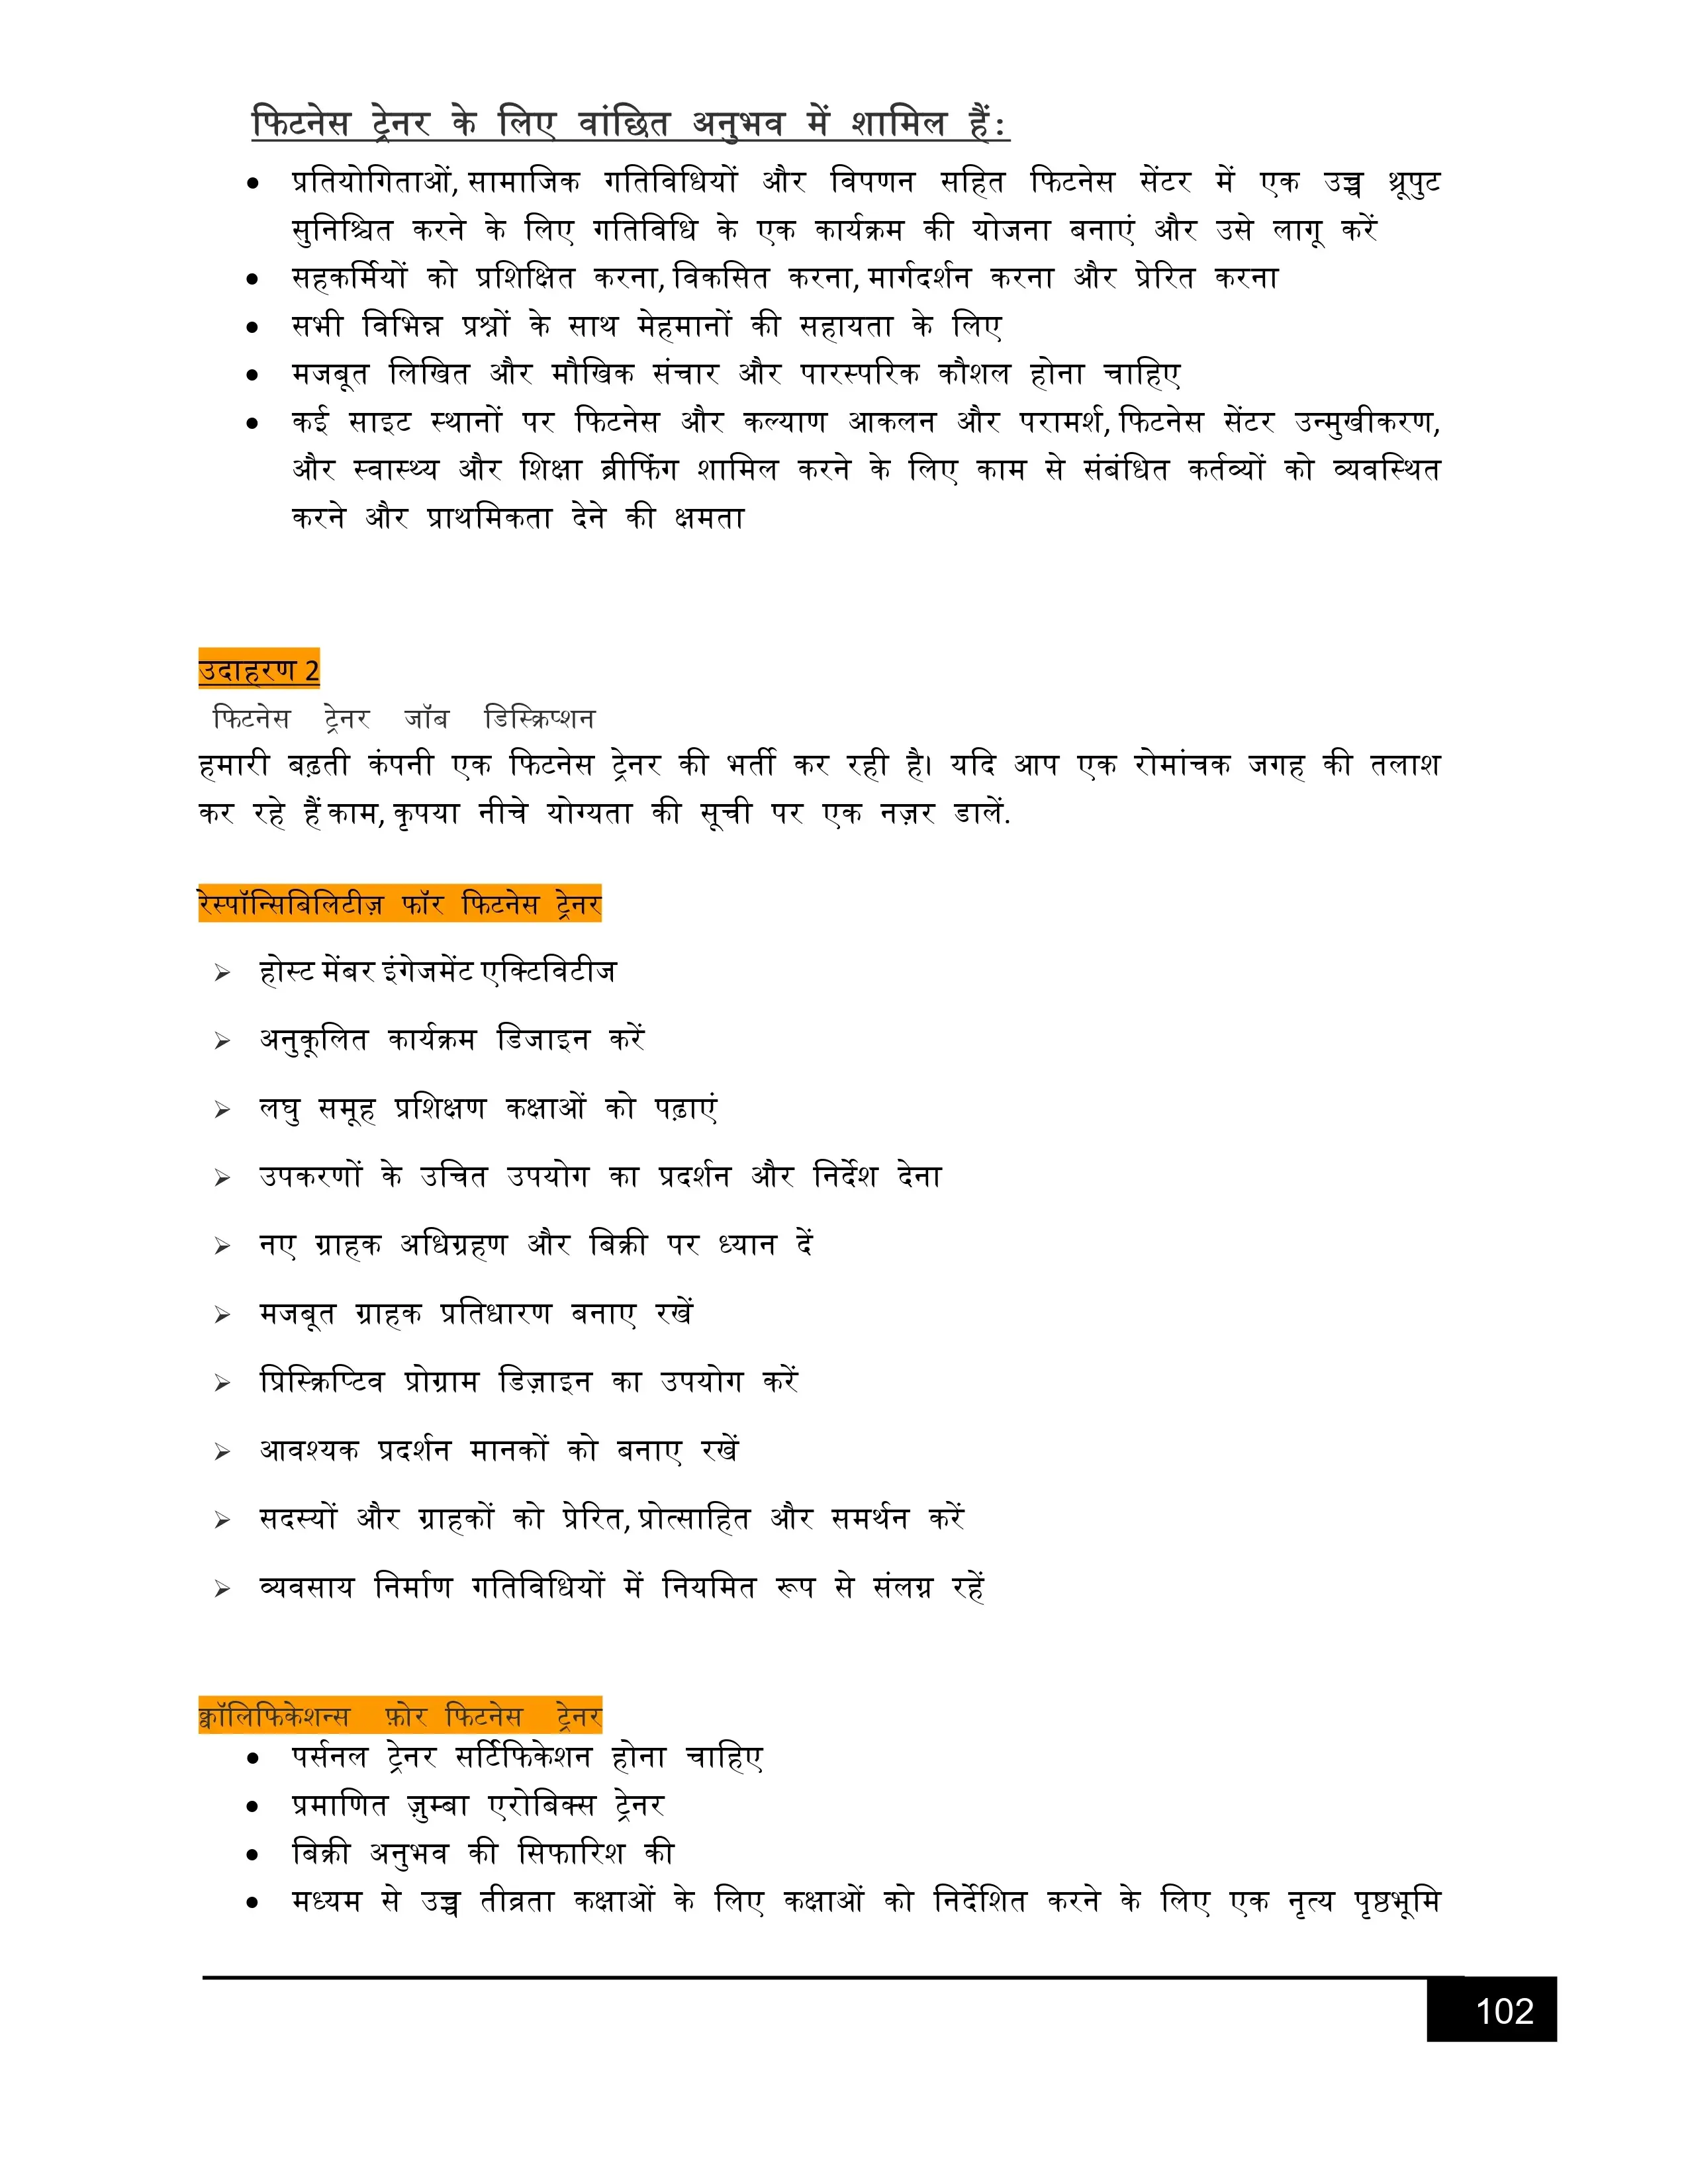 फिटनेस ट्रेनर के लिए वांछित अनुभव में शामिल हैं:
• प्रतियोगिताओं, सामाजिक गतिविधियों और विपणन सहित फिटनेस सेंटर में एक उच्च थ्रूपुट
सुनिश्चित करने के लिए गतिविधि के एक कार्यक्रम की योजना बनाएं और उसे लागू करें
• सहकर्मियों को प्रशिक्षित करना, विकसित करना, मार्गदर्शन करना और प्रेरित करना
• सभी विभिन्न प्रश्नों के साथ मेहमानों की सहायता के लिए
• मजबूत लिखित और मौखिक संचार और पारस्परिक कौशल होना चाहिए
• कई साइट स्थानों पर फिटनेस और कल्याण आकलन और परामर्श, फिटनेस सेंटर उन्मुखीकरण,
और स्वास्थ्य और शिक्षा ब्रीफिंग शामिल करने के लिए काम से संबंधित कर्तव्यों को व्यवस्थित
करने और प्राथमिकता देने की क्षमता
उदाहरण 2
फिटनेस ट्रेनर जॉब डिस्क्रिप्शन
हमारी बढ़ती कंपनी एक फिटनेस ट्रेनर की भर्ती कर रही है। यदि आप एक रोमांचक जगह की तलाश
कर रहे हैं काम, कृपया नीचे योग्यता की सूची पर एक नज़र डालें.
रेस्पॉन्सिबिलिटीज़ फॉर फिटनेस ट्रेनर
➢ होस्ट मेंबर इंगेजमेंट एक्टिविटीज
➢ अनुकूलित कार्यक्रम डिजाइन करें
➢ लघु समूह प्रशिक्षण कक्षाओं को पढ़ाएं
➢ उपकरणों के उचित उपयोग का प्रदर्शन और निर्देश देना
➢ नए ग्राहक अधिग्रहण और बिक्री पर ध्यान दें
➢ मजबूत ग्राहक प्रतिधारण बनाए रखें
➢ प्रिस्क्रिप्टिव प्रोग्राम डिज़ाइन का उपयोग करें
➢ आवश्यक प्रदर्शन मानकों को बनाए रखें
➢ सदस्यों और ग्राहकों को प्रेरित, प्रोत्साहित और समर्थन करें
➢ व्यवसाय निर्माण गतिविधियों में नियमित रूप से संलग्न रहें
क्वॉलिफिकेशन्स फ़ोर फिटनेस ट्रेनर
• पर्सनल ट्रेनर सर्टिफिकेशन होना चाहिए
• प्रमाणित ज़ुम्बा एरोबिक्स ट्रेनर
• बिक्री अनुभव की सिफारिश की
• मध्यम से उच्च तीव्रता कक्षाओं के लिए कक्षाओं को निर्देशित करने के लिए एक नृत्य पृष्ठभूमि
102